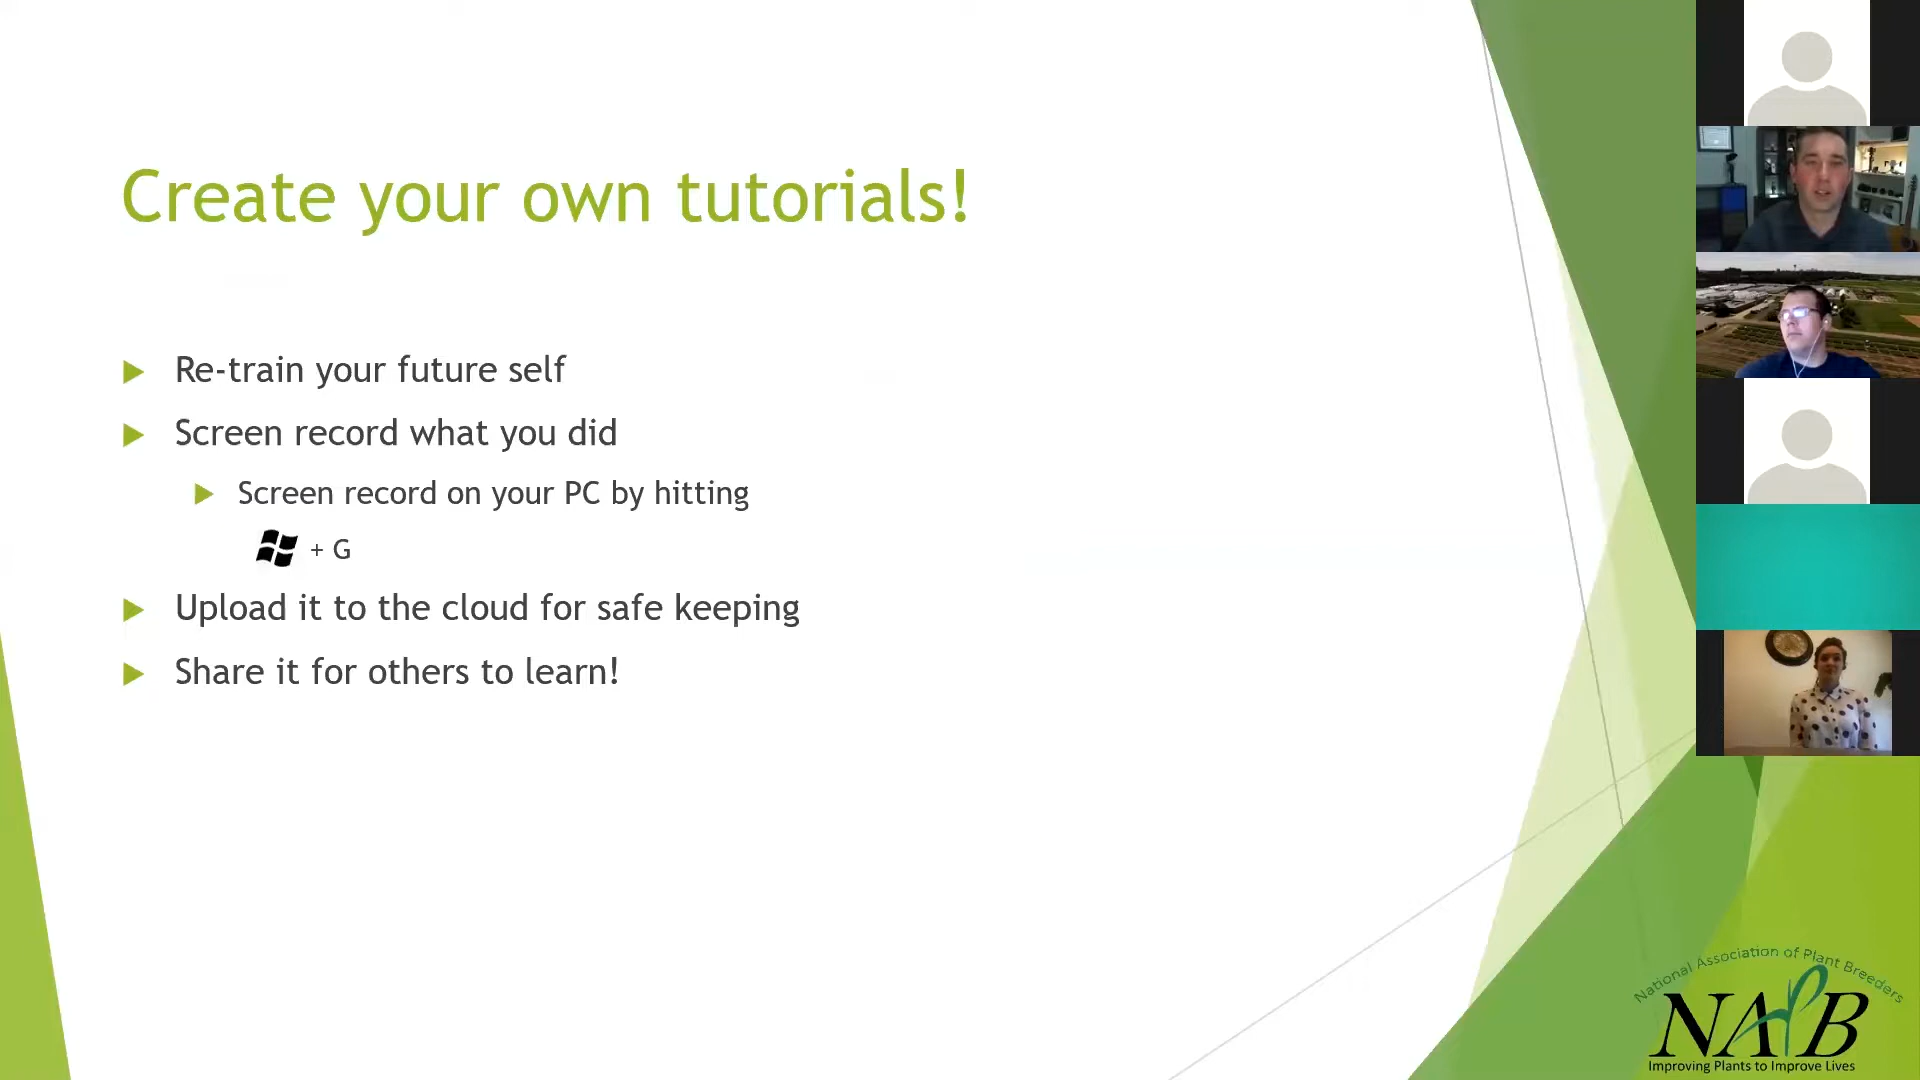 Create your own tutorials!
Re-train your future self
Screen record what you did
Screen record on your PC by hitting
+ G
Upload it to the cloud for safe keeping
Share it for others to learn!
National Association of Plant Breeders
NAPB
Improving Plants to Improve Lives